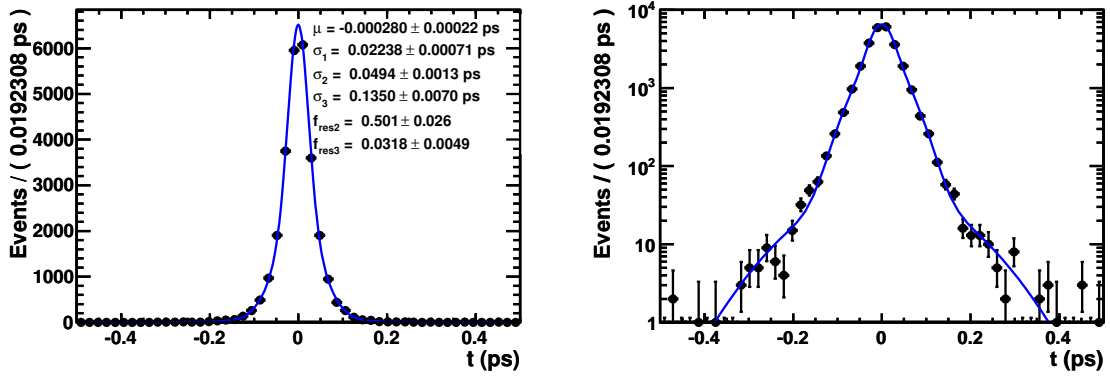 Events / ( 0.0192308 ps )
6000
5000
4000
3000
2000
1000
0
-0.4
-0.2
0
0.2
0.4
t (ps)
μ = -0.000280 ± 0.00022 ps
σ1 = 0.02238 ± 0.00071 ps
σ2 = 0.0494 ± 0.0013 ps
σ3 = 0.1350 ± 0.0070 ps
fres2 = 0.501 ± 0.026
fres3 = 0.0318 ± 0.0049
Events / ( 0.0192308 ps )
10^4
10^3
10^2
10
1
-0.4
-0.2
0
0.2
0.4
t (ps)